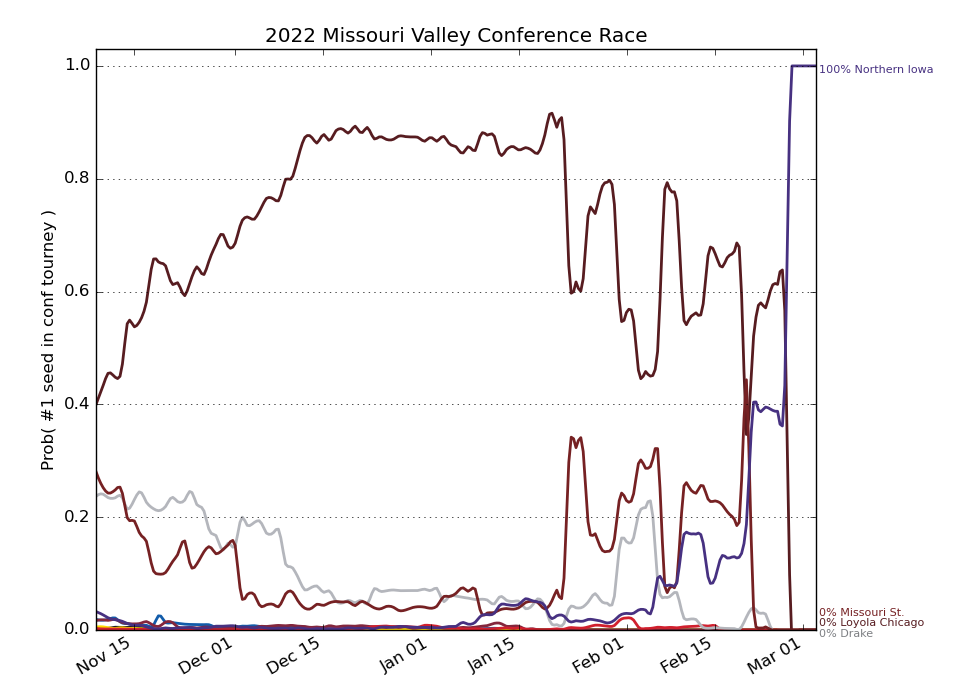 2022 Missouri Valley Conference Race
Prob( #1 seed in conf tourney )
1.0
0.8
0.6
0.4
0.2
0.0
100% Northern Iowa
0% Missouri St.
0% Loyola Chicago
0% Drake
Nov 15
Dec 01
Dec 15
Jan 01
Jan 15
Feb 01
Feb 15
Mar 01